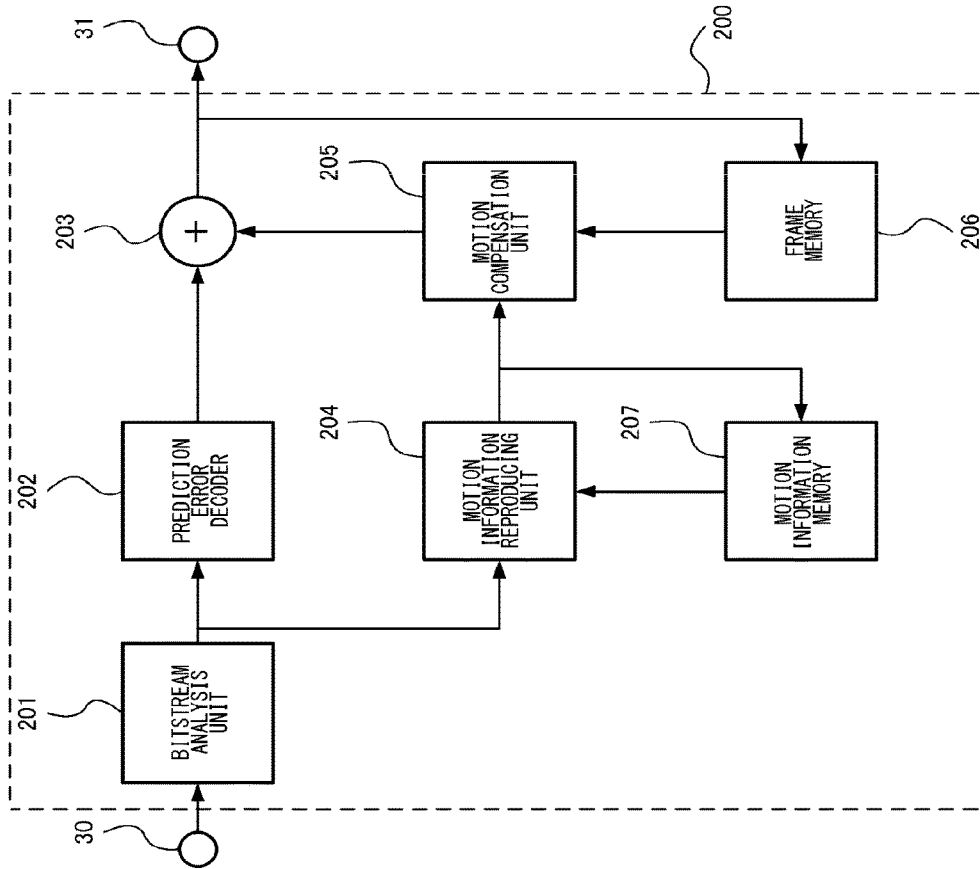 200
30
201
BITSTREAM
ANALYSIS
UNIT
202
PREDICTION
ERROR
DECODER
203
+
31
204
MOTION
INFORMATION
REPRODUCING
UNIT
205
MOTION
COMPENSATION
UNIT
207
MOTION
INFORMATION
MEMORY
FRAME
MEMORY
206